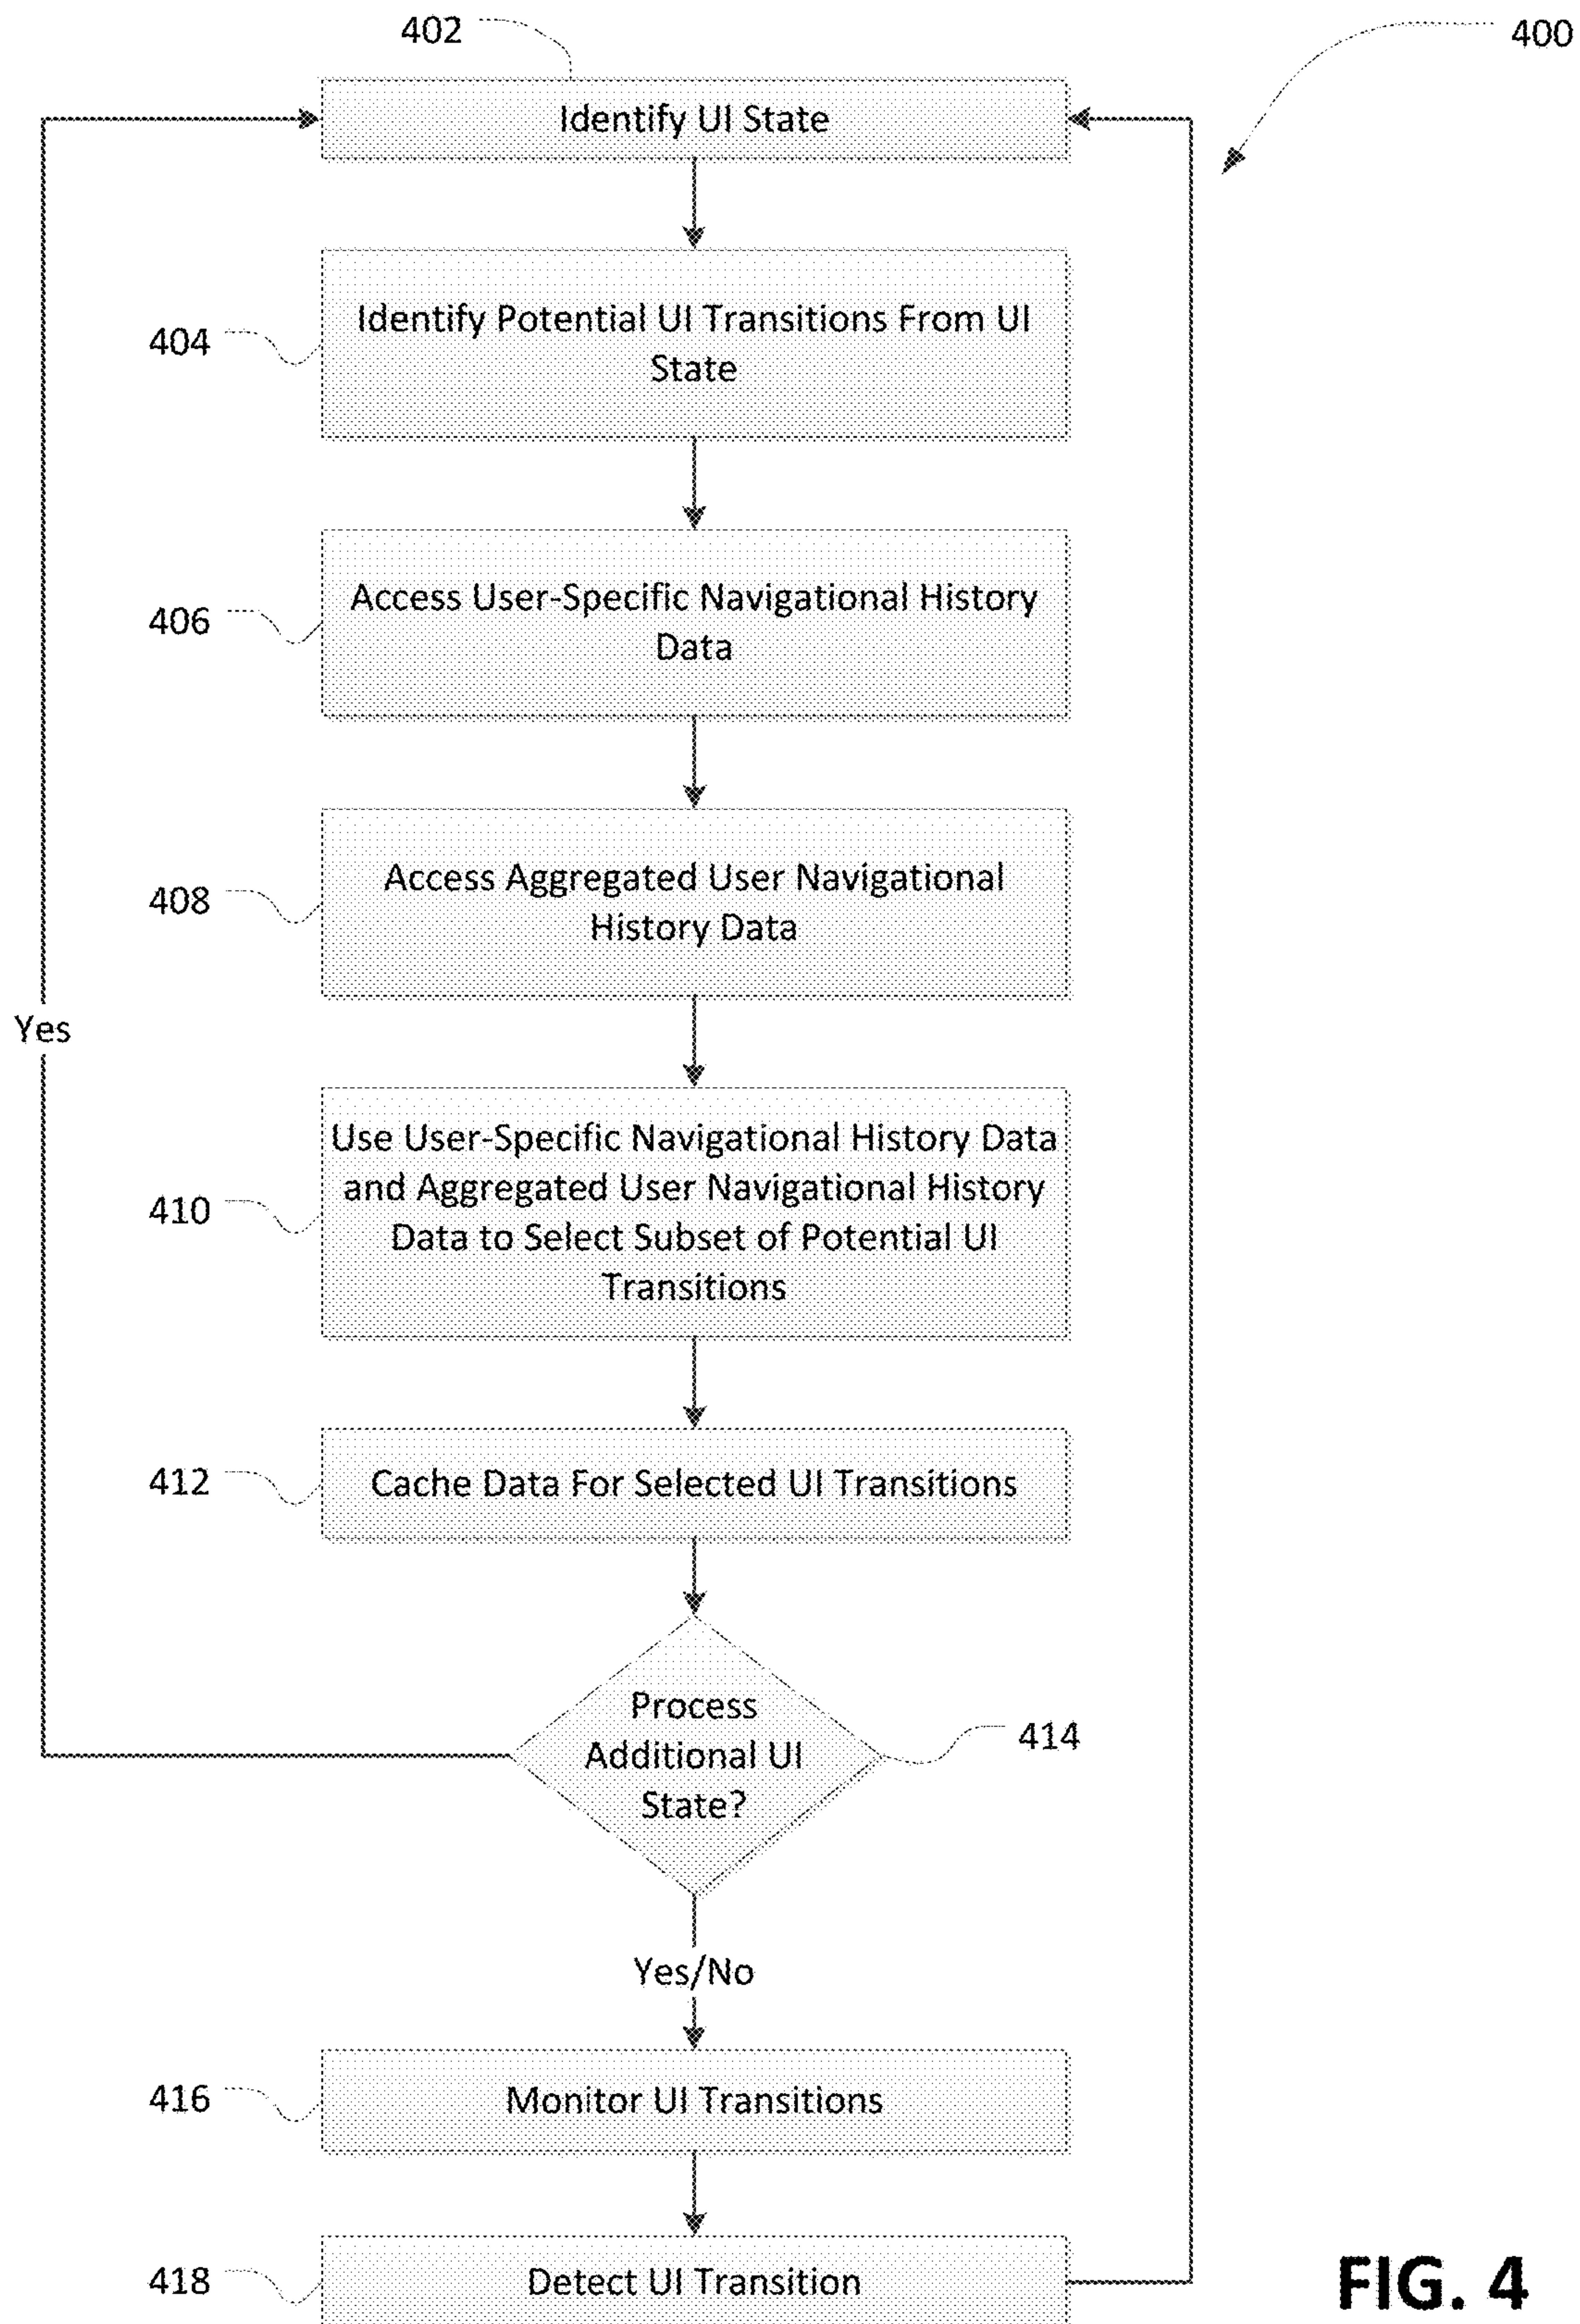 402
400
Identify UI State
404
Identify Potential UI Transitions From UI
State
406
Access User-Specific Navigational History
Data
408
Access Aggregated User Navigational
History Data
Yes
410
Use User-Specific Navigational History Data
and Aggregated User Navigational History
Data to Select Subset of Potential UI
Transitions
412
Cache Data For Selected UI Transitions
Process
Additional UI
State?
414
Yes/No
416
Monitor UI Transitions
418
Detect UI Transition
FIG. 4